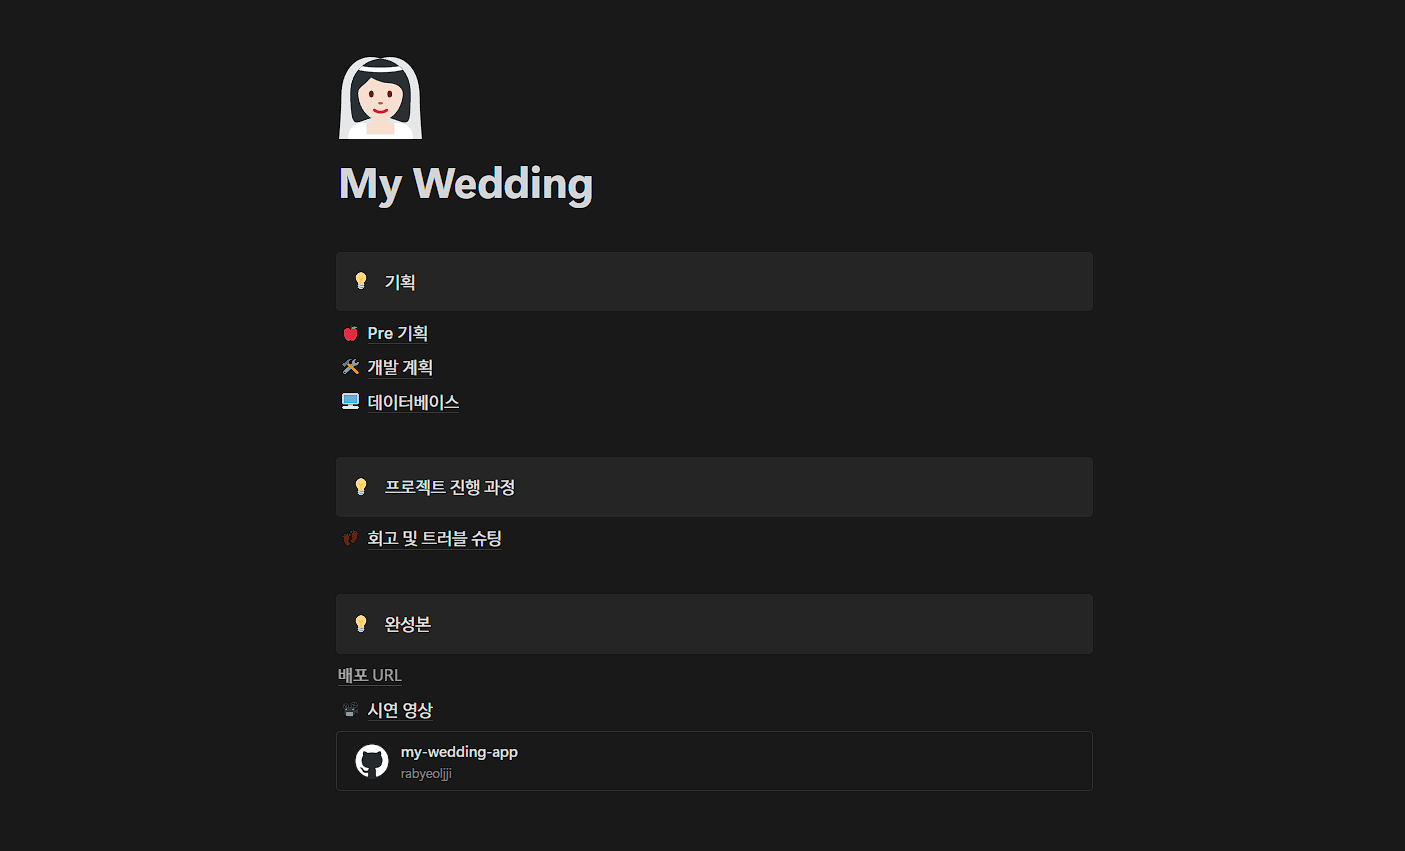 My Wedding
기획
Pre 기획
개발 계획
데이터베이스
프로젝트 진행 과정
회고 및 트러블 슈팅
완성본
배포 URL
시연 영상
my-wedding-app
rabyeoljji